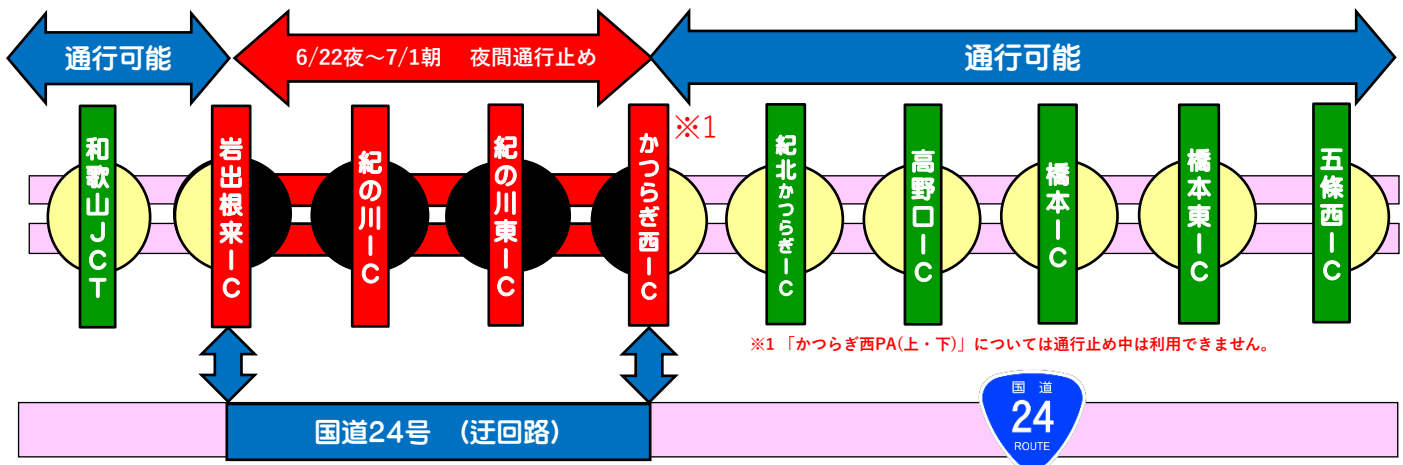 通行可能
6/22夜～7/1朝　夜間通行止め
通行可能
和歌山JCT
岩出根来IC
紀の川IC
紀の川東IC
かつらぎ西IC
※1
紀北かつらぎIC
高野口IC
橋本IC
橋本東IC
五條西IC
※1 「かつらぎ西PA(上・下)」については通行止め中は利用できません。
国道24号　(迂回路)
国道
24
ROUTE